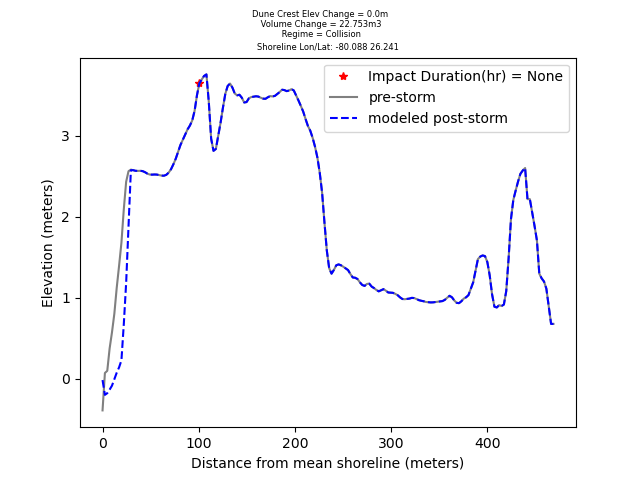 Dune Crest Elev Change = 0.0m
Volume Change = 22.753m3
Regime = Collision
Shoreline Lon/Lat: -80.088 26.241
Impact Duration(hr) = None
pre-storm
modeled post-storm
Elevation (meters)
3
2
1
0
0 100 200 300 400
Distance from mean shoreline (meters)